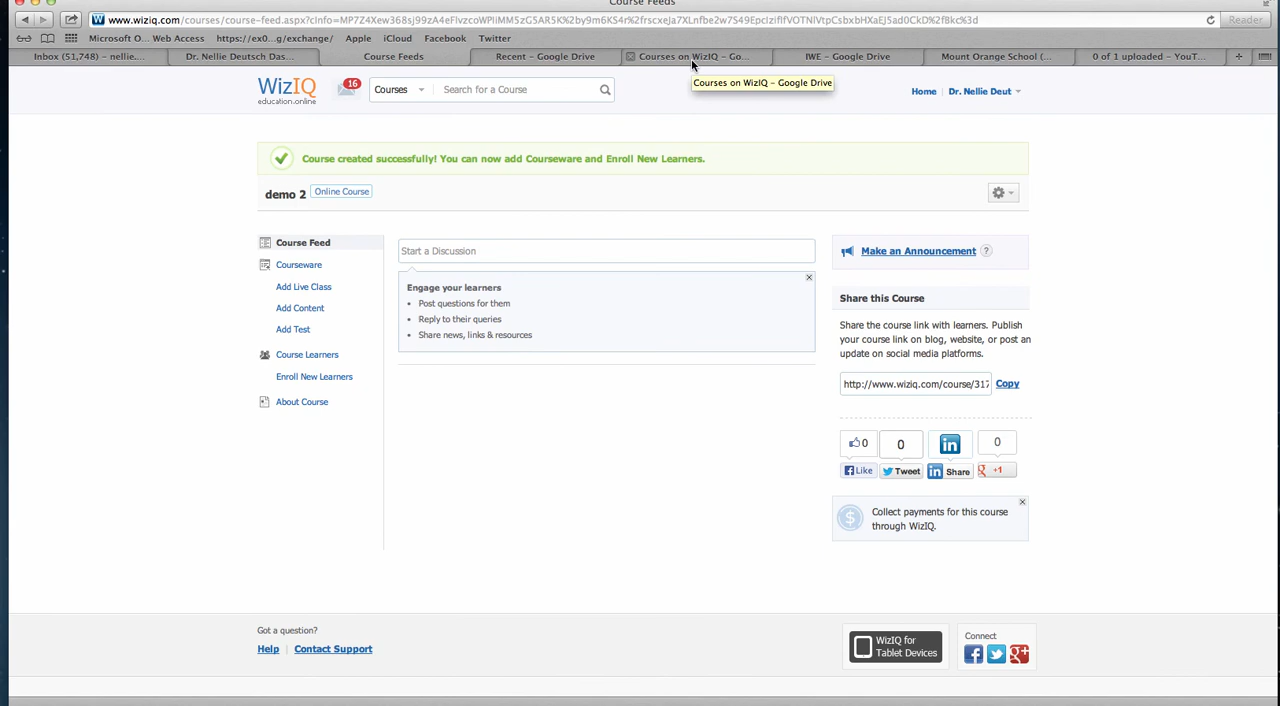 Course Feeds
www.wiziq.com/courses/course-feed.aspx?cInfo=
Reader
Microsoft O... Web Access
https://ex0...g/exchange/
Apple
iCloud
Facebook
Twitter
Inbox (51,748) – nellie...
Dr. Nellie Deutsch Das...
Course Feeds
Recent – Google Drive
Courses on WizIQ – Go...
IWE – Google Drive
Mount Orange School (...
0 of 1 uploaded – YouT...
Courses on WizIQ – Google Drive
WizIQ
education.online
16
Courses
Search for a Course
Home
Dr. Nellie Deut
Course created successfully! You can now add Courseware and Enroll New Learners.
demo 2
Online Course
Course Feed
Courseware
Add Live Class
Add Content
Add Test
Course Learners
Enroll New Learners
About Course
Start a Discussion
Engage your learners
• Post questions for them
• Reply to their queries
• Share news, links & resources
Make an Announcement ?
Share this Course
Share the course link with learners. Publish
your course link on blog, website, or post an
update on social media platforms.
http://www.wiziq.com/course/317
Copy
0
0
in
0
Like
Tweet
in Share
+1
Collect payments for this course
through WizIQ.
Got a question?
Help | Contact Support
WizIQ for
Tablet Devices
Connect